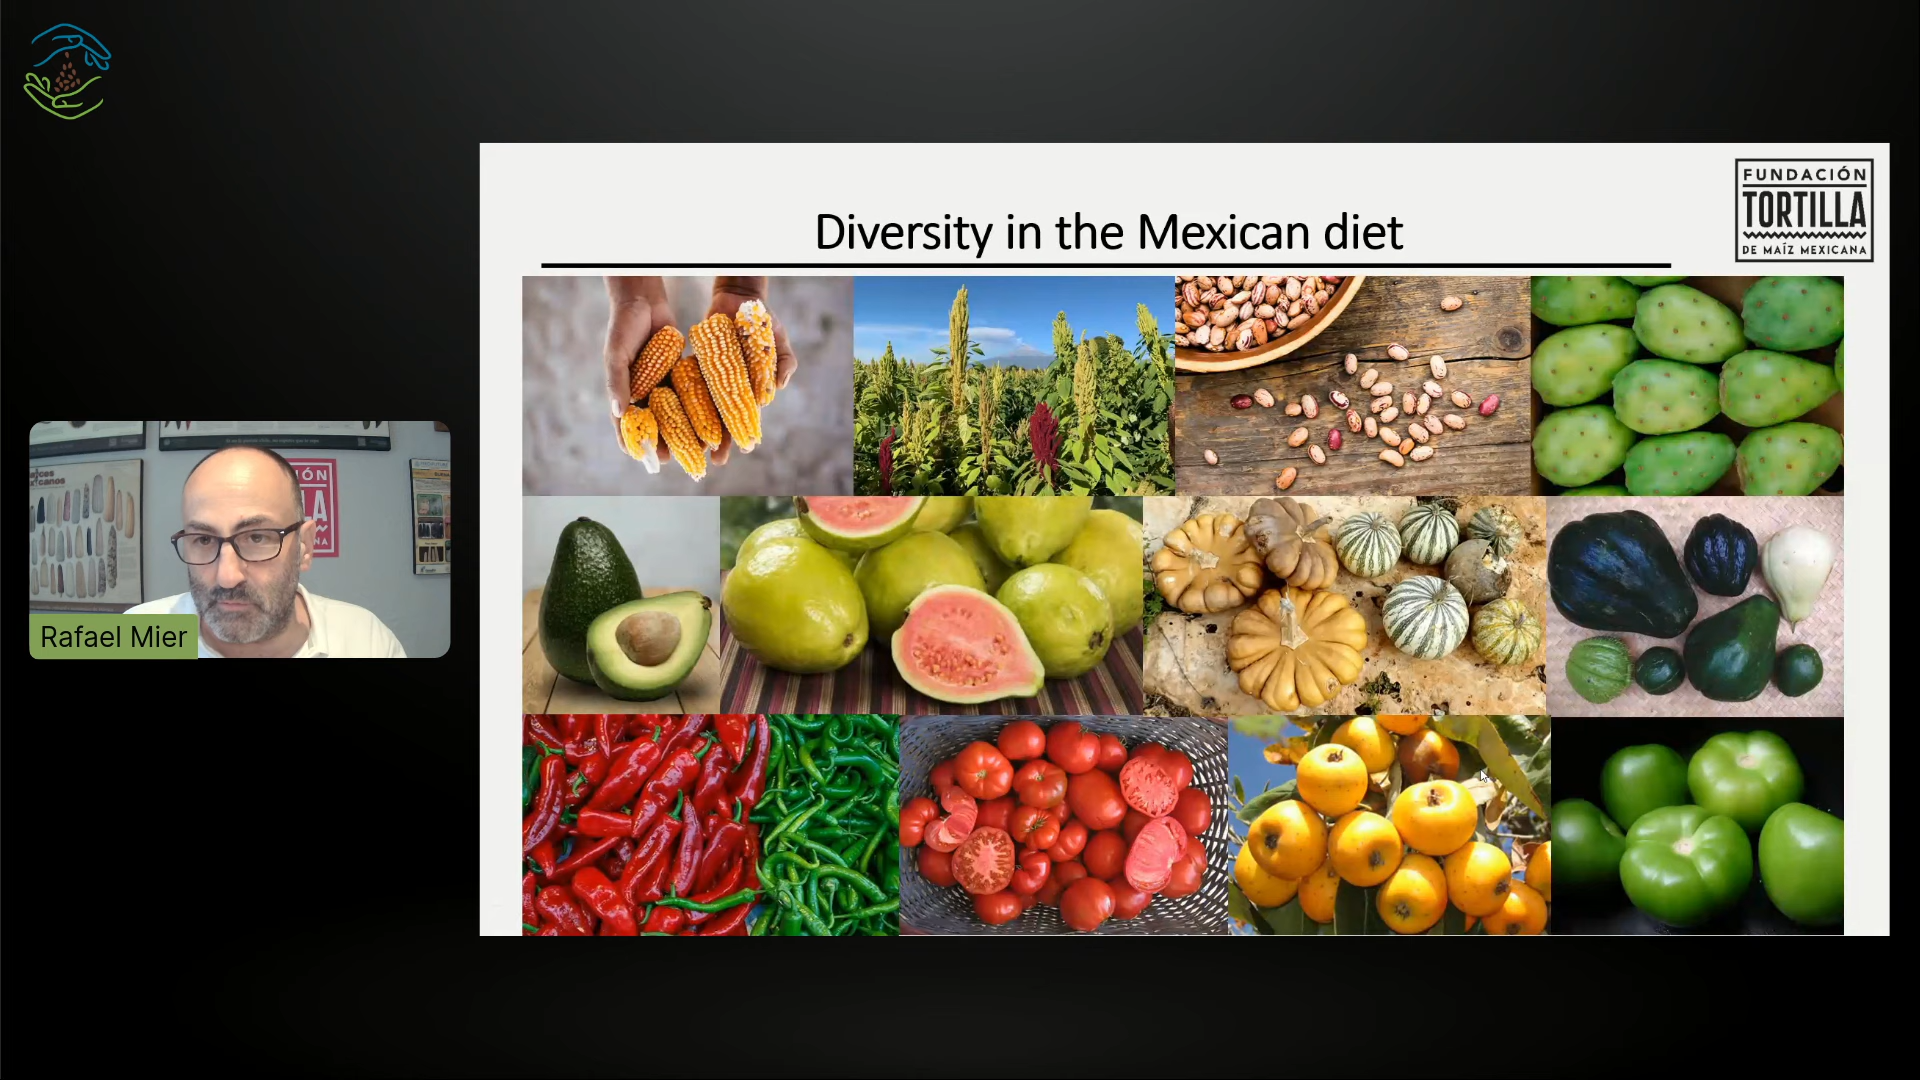 Diversity in the Mexican diet
FUNDACIÓN
TORTILLA
DE MAÍZ MEXICANA
Rafael Mier